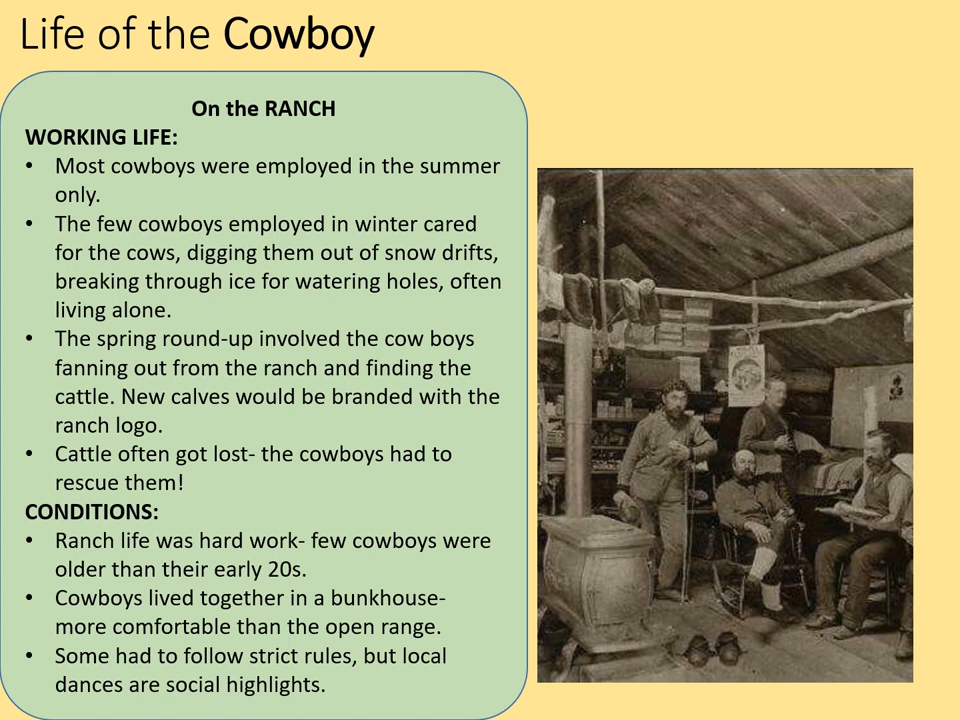 Life of the Cowboy
On the RANCH
WORKING LIFE:
• Most cowboys were employed in the summer
only.
• The few cowboys employed in winter cared
for the cows, digging them out of snow drifts,
breaking through ice for watering holes, often
living alone.
• The spring round-up involved the cow boys
fanning out from the ranch and finding the
cattle. New calves would be branded with the
ranch logo.
• Cattle often got lost- the cowboys had to
rescue them!
CONDITIONS:
• Ranch life was hard work- few cowboys were
older than their early 20s.
• Cowboys lived together in a bunkhouse-
more comfortable than the open range.
• Some had to follow strict rules, but local
dances are social highlights.